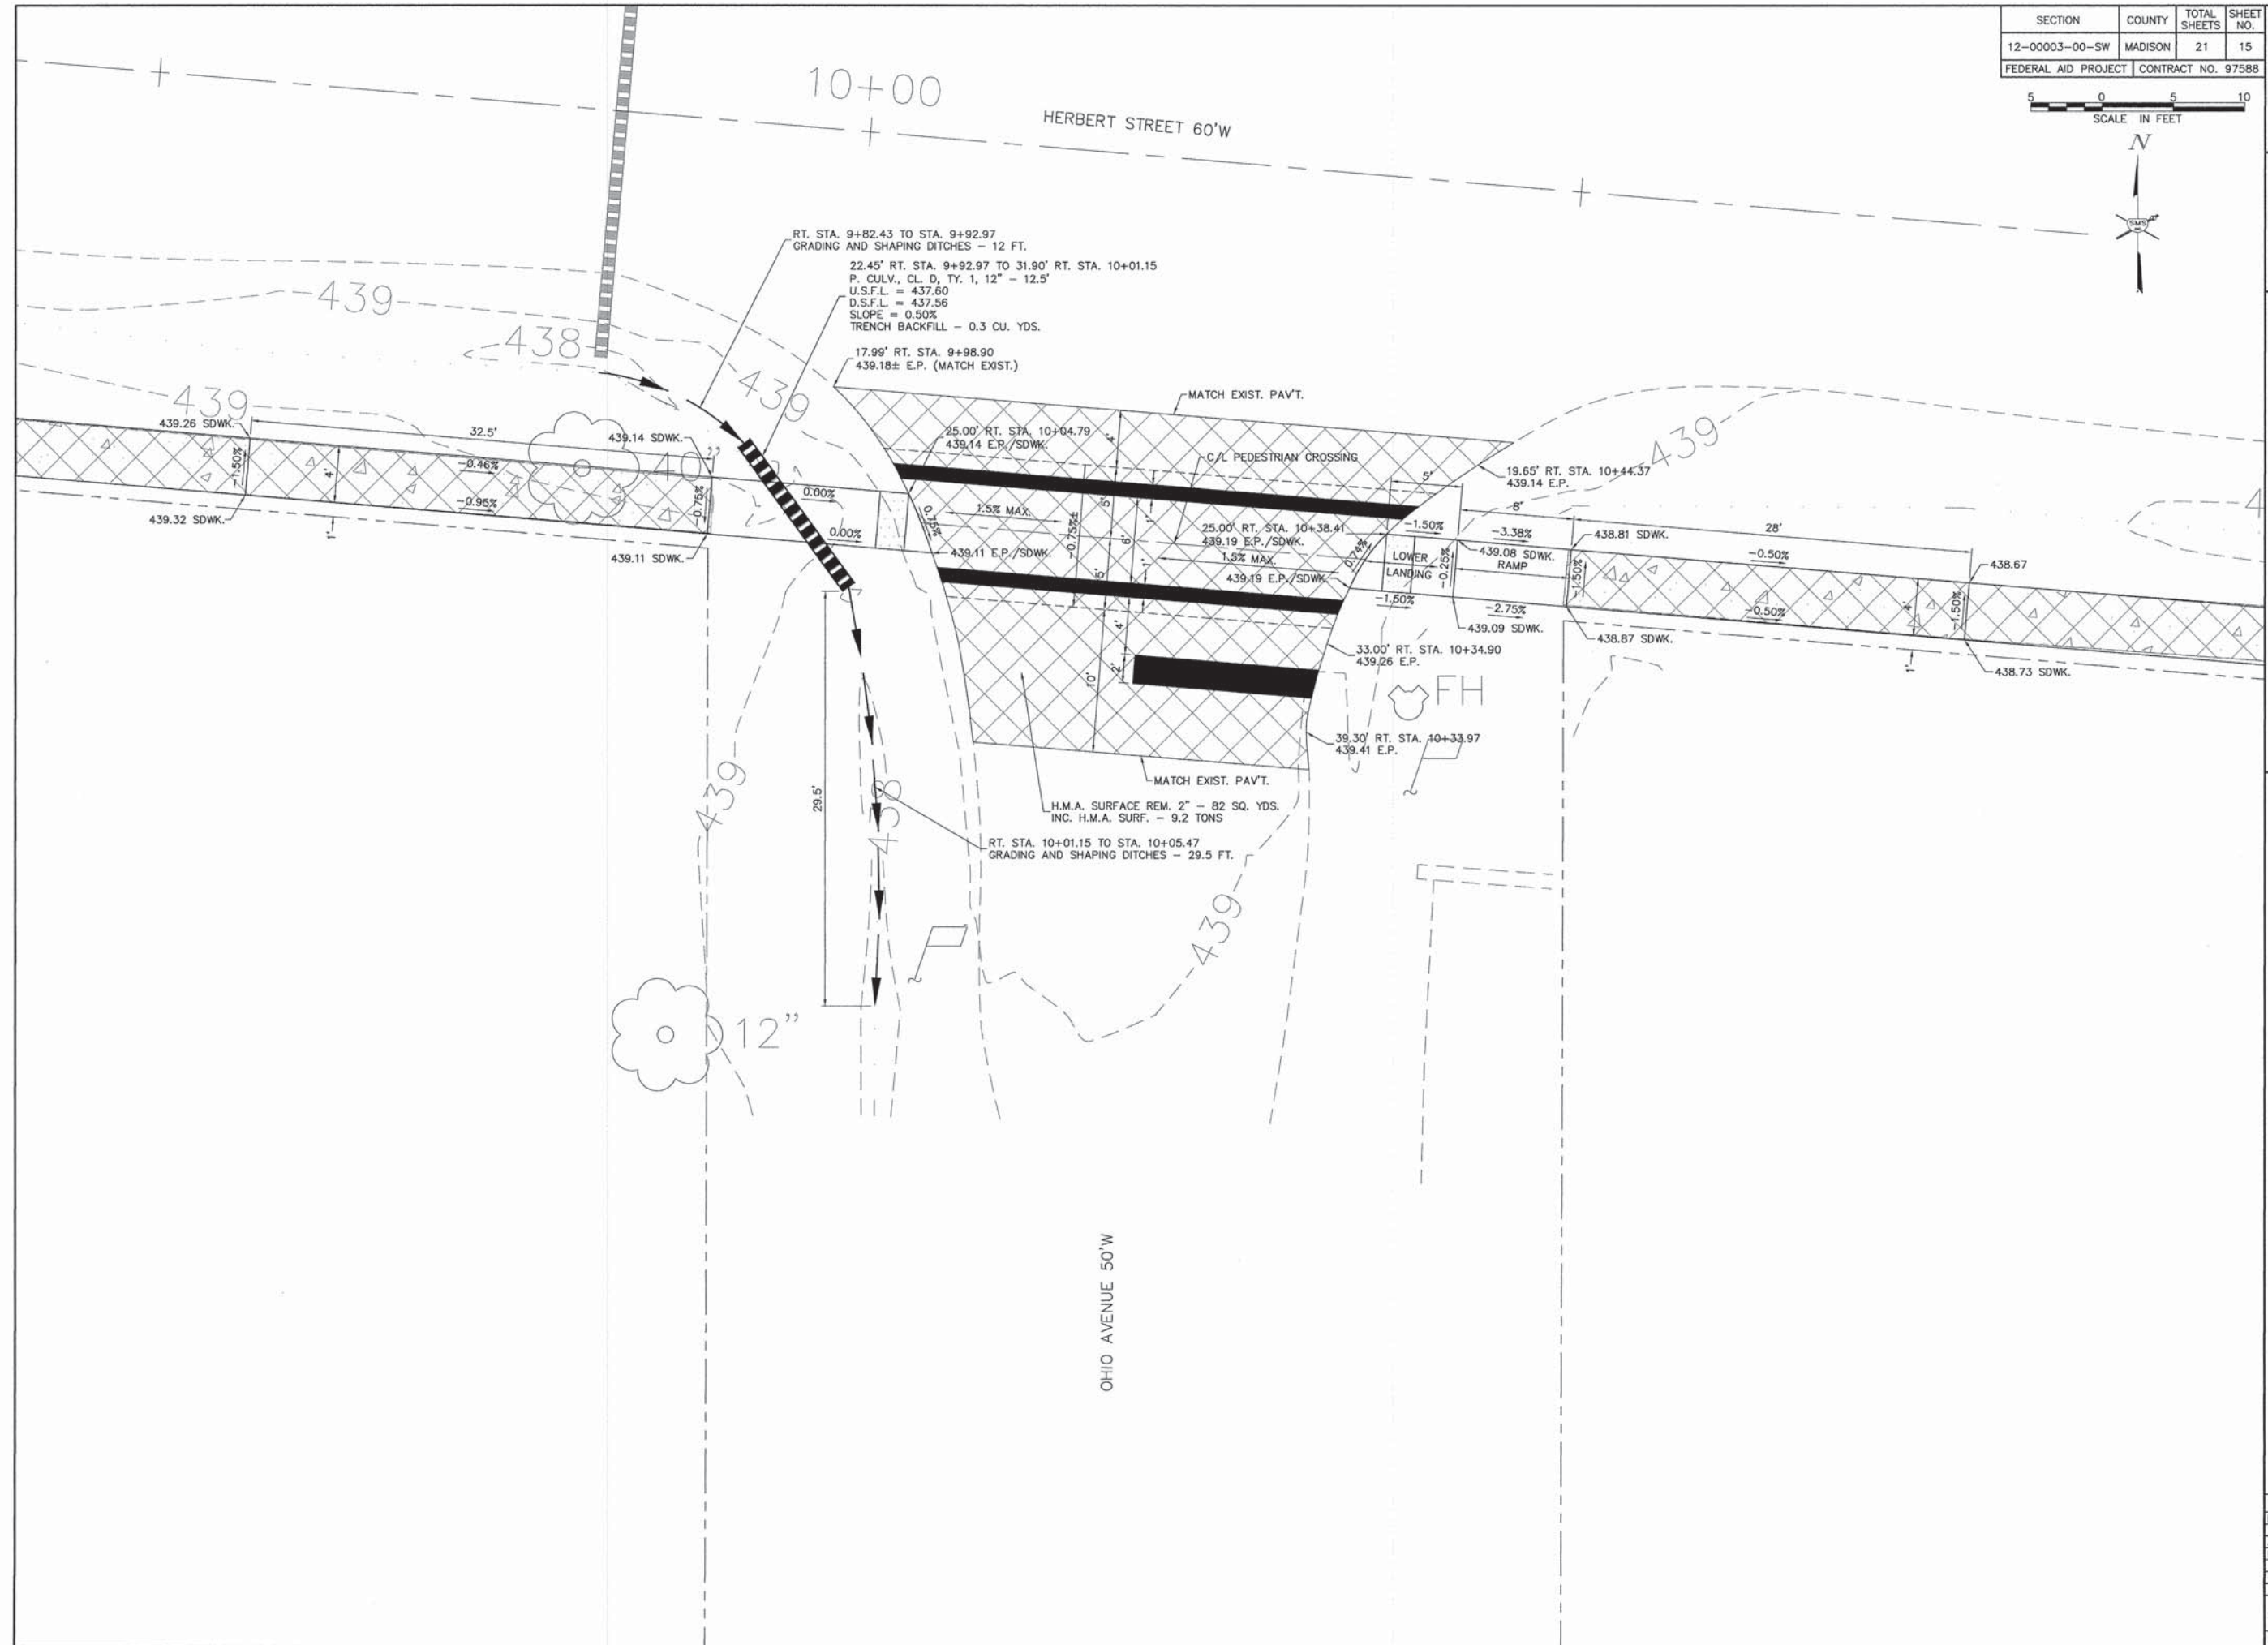 SECTION COUNTY TOTAL SHEETS SHEET NO.
12-00003-00-SW MADISON 21 15
FEDERAL AID PROJECT CONTRACT NO. 97588
5 0 5 10
SCALE IN FEET
N
SMS
10+00
HERBERT STREET 60'W
RT. STA. 9+82.43 TO STA. 9+92.97
GRADING AND SHAPING DITCHES - 12 FT.
22.45' RT. STA. 9+92.97 TO 31.90' RT. STA. 10+01.15
P. CULV., CL. D, TY. 1, 12" - 12.5'
U.S.F.L. = 437.60
D.S.F.L. = 437.56
SLOPE = 0.50%
TRENCH BACKFILL - 0.3 CU. YDS.
17.99' RT. STA. 9+98.90
439.18± E.P. (MATCH EXIST.)
439
438
439
439
439
MATCH EXIST. PAV'T.
439.26 SDWK.
32.5'
439.14 SDWK.
40"
-1.50%
4'
-0.46%
-0.95%
-0.75%
439.32 SDWK.
1'
439.11 SDWK.
0.00%
0.00%
25.00' RT. STA. 10+04.79
439.14 E.P./SDWK.
4'
C/L PEDESTRIAN CROSSING
0.75%
1.5% MAX.
439.11 E.P./SDWK.
-0.75%±
5'
1'
6'
5'
1'
25.00' RT. STA. 10+38.41
439.19 E.P./SDWK.
1.5% MAX.
439.19 E.P./SDWK.
0.74%
5'
19.65' RT. STA. 10+44.37
439.14 E.P.
-1.50%
8'
-3.38%
438.81 SDWK.
28'
439.08 SDWK.
LOWER
LANDING
-0.25%
RAMP
-1.50%
-0.50%
438.67
-1.50%
-2.75%
439.09 SDWK.
-0.50%
4'
-1.50%
438.87 SDWK.
1'
438.73 SDWK.
4
4'
2'
10'
33.00' RT. STA. 10+34.90
439.26 E.P.
FH
39.30' RT. STA. 10+33.97
439.41 E.P.
MATCH EXIST. PAV'T.
H.M.A. SURFACE REM. 2" - 82 SQ. YDS.
INC. H.M.A. SURF. - 9.2 TONS
29.5'
439
438
RT. STA. 10+01.15 TO STA. 10+05.47
GRADING AND SHAPING DITCHES - 29.5 FT.
439
12"
OHIO AVENUE 50'W